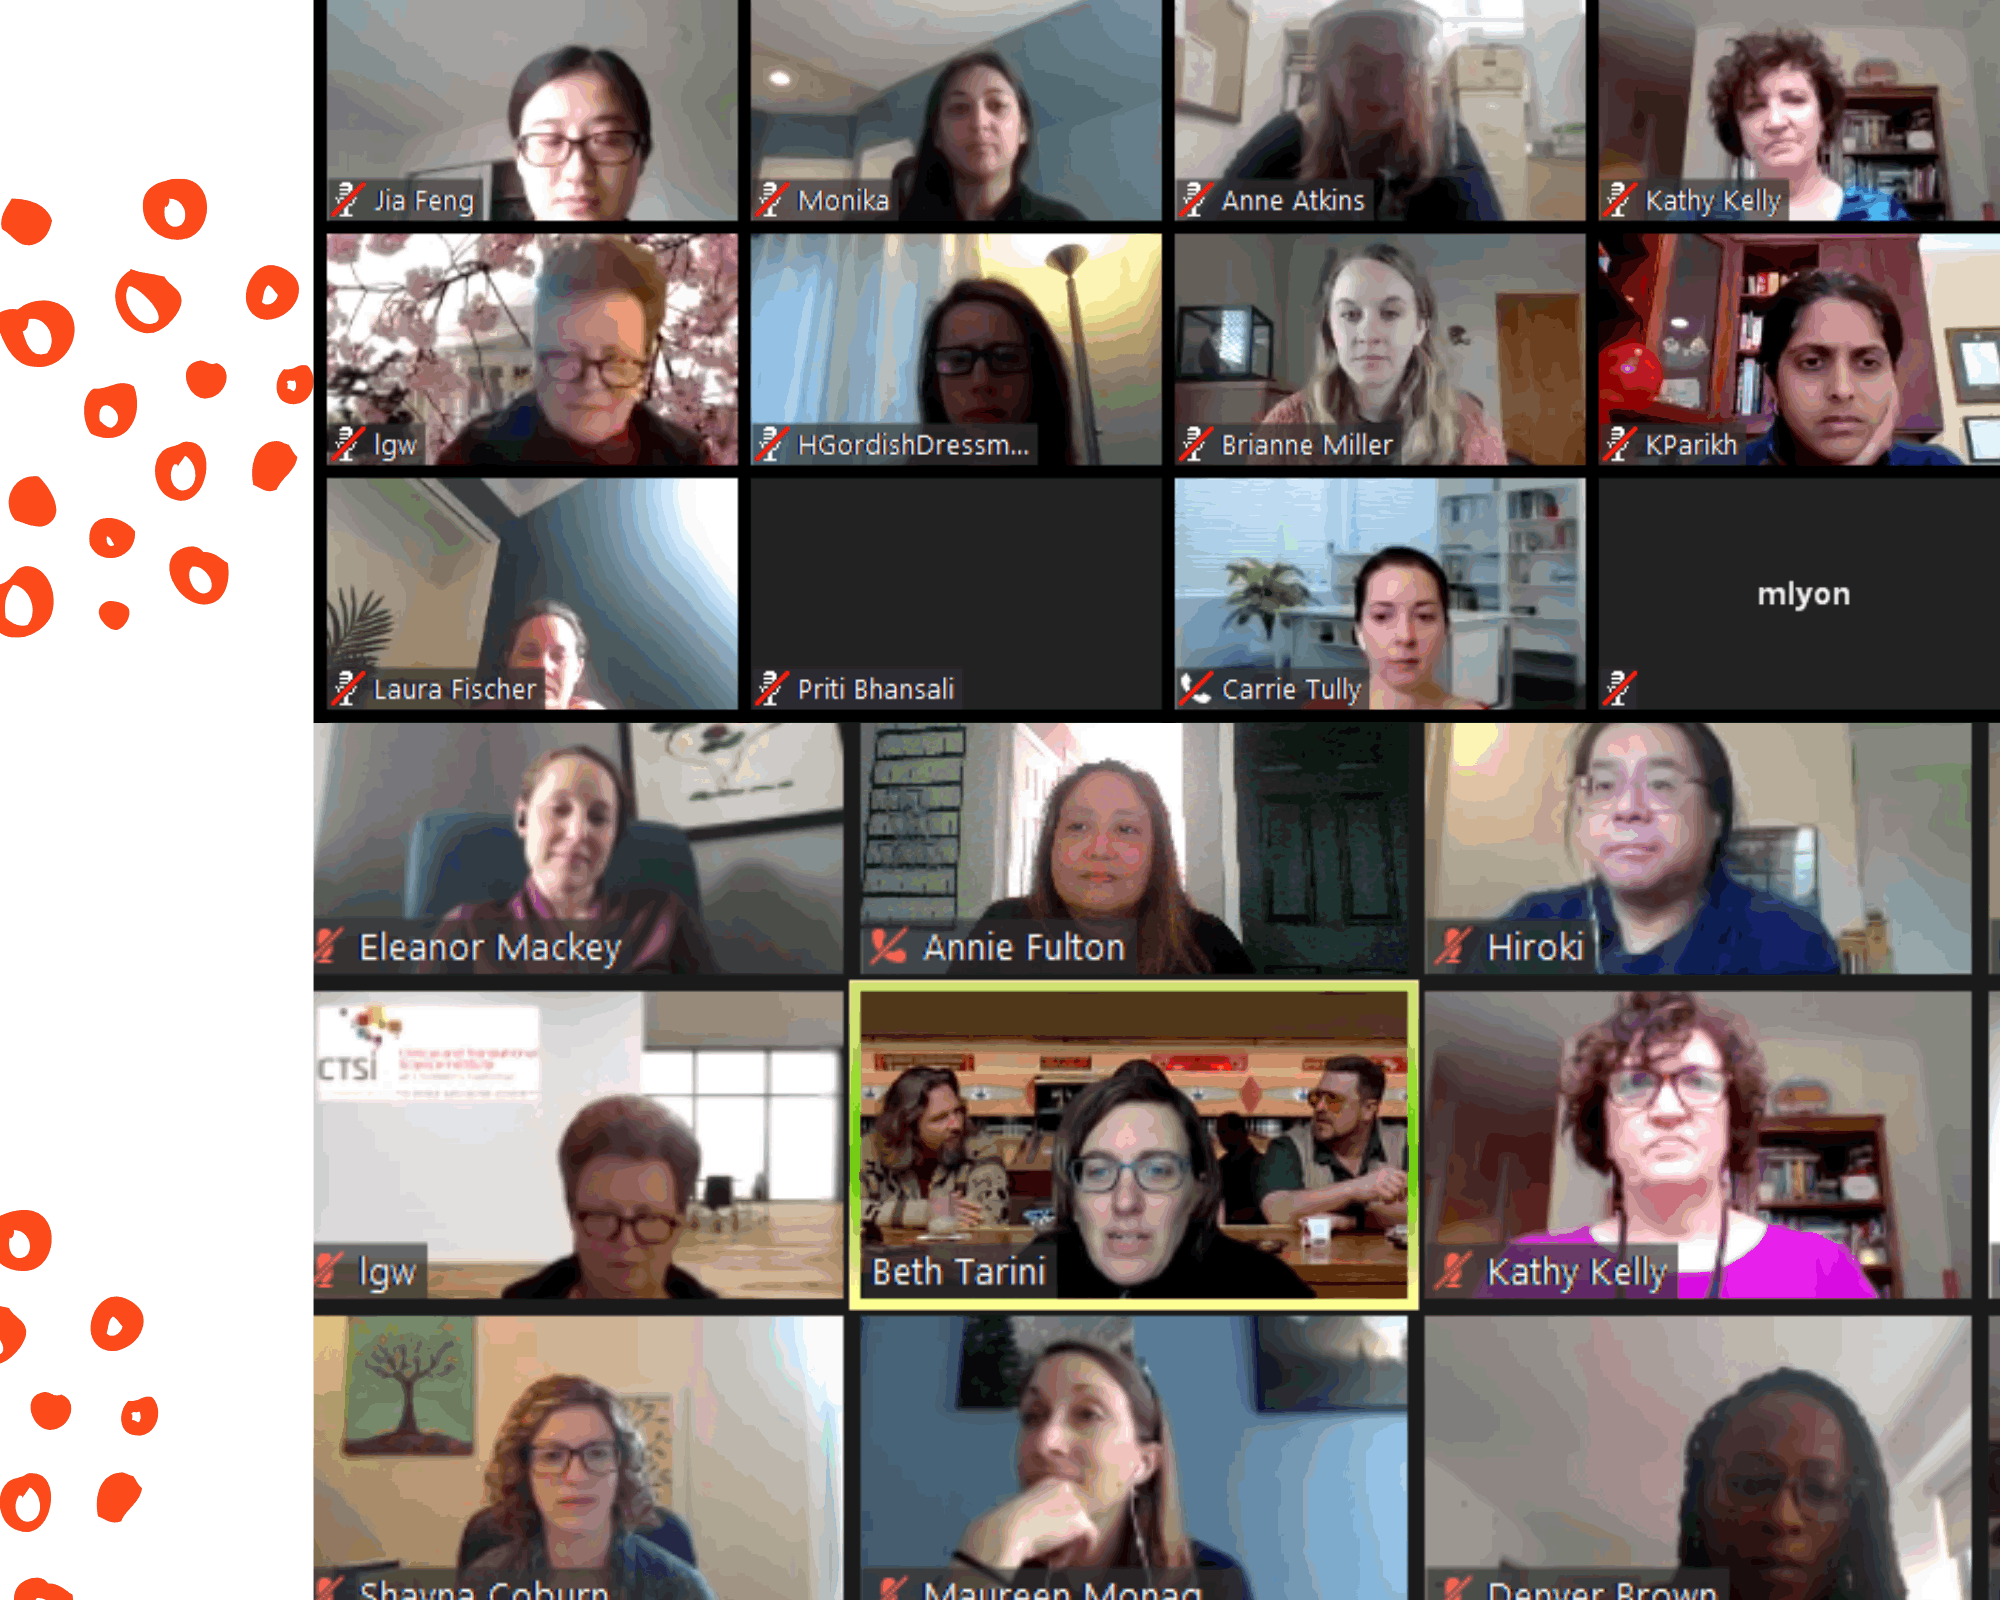 Jia Feng
Monika
Anne Atkins
Kathy Kelly
lgw
HGordishDressm...
Brianne Miller
KParikh
Laura Fischer
Priti Bhansali
Carrie Tully
mlyon
Eleanor Mackey
Annie Fulton
Hiroki
CTSi
lgw
Beth Tarini
Kathy Kelly
Shayna Coburn
Maureen Monag
Denver Brown